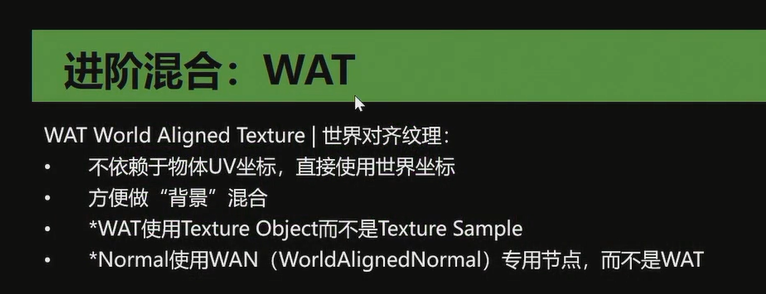 进阶混合：WAT
WAT World Aligned Texture | 世界对齐纹理：
• 不依赖于物体UV坐标，直接使用世界坐标
• 方便做“背景”混合
• *WAT使用Texture Object而不是Texture Sample
• *Normal使用WAN（WorldAlignedNormal）专用节点，而不是WAT